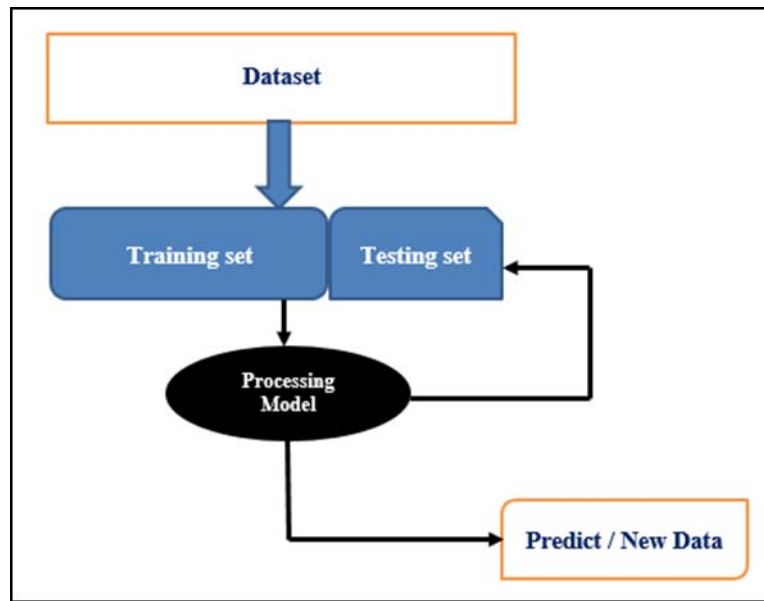 Dataset
Training set
Testing set
Processing
Model
Predict / New Data